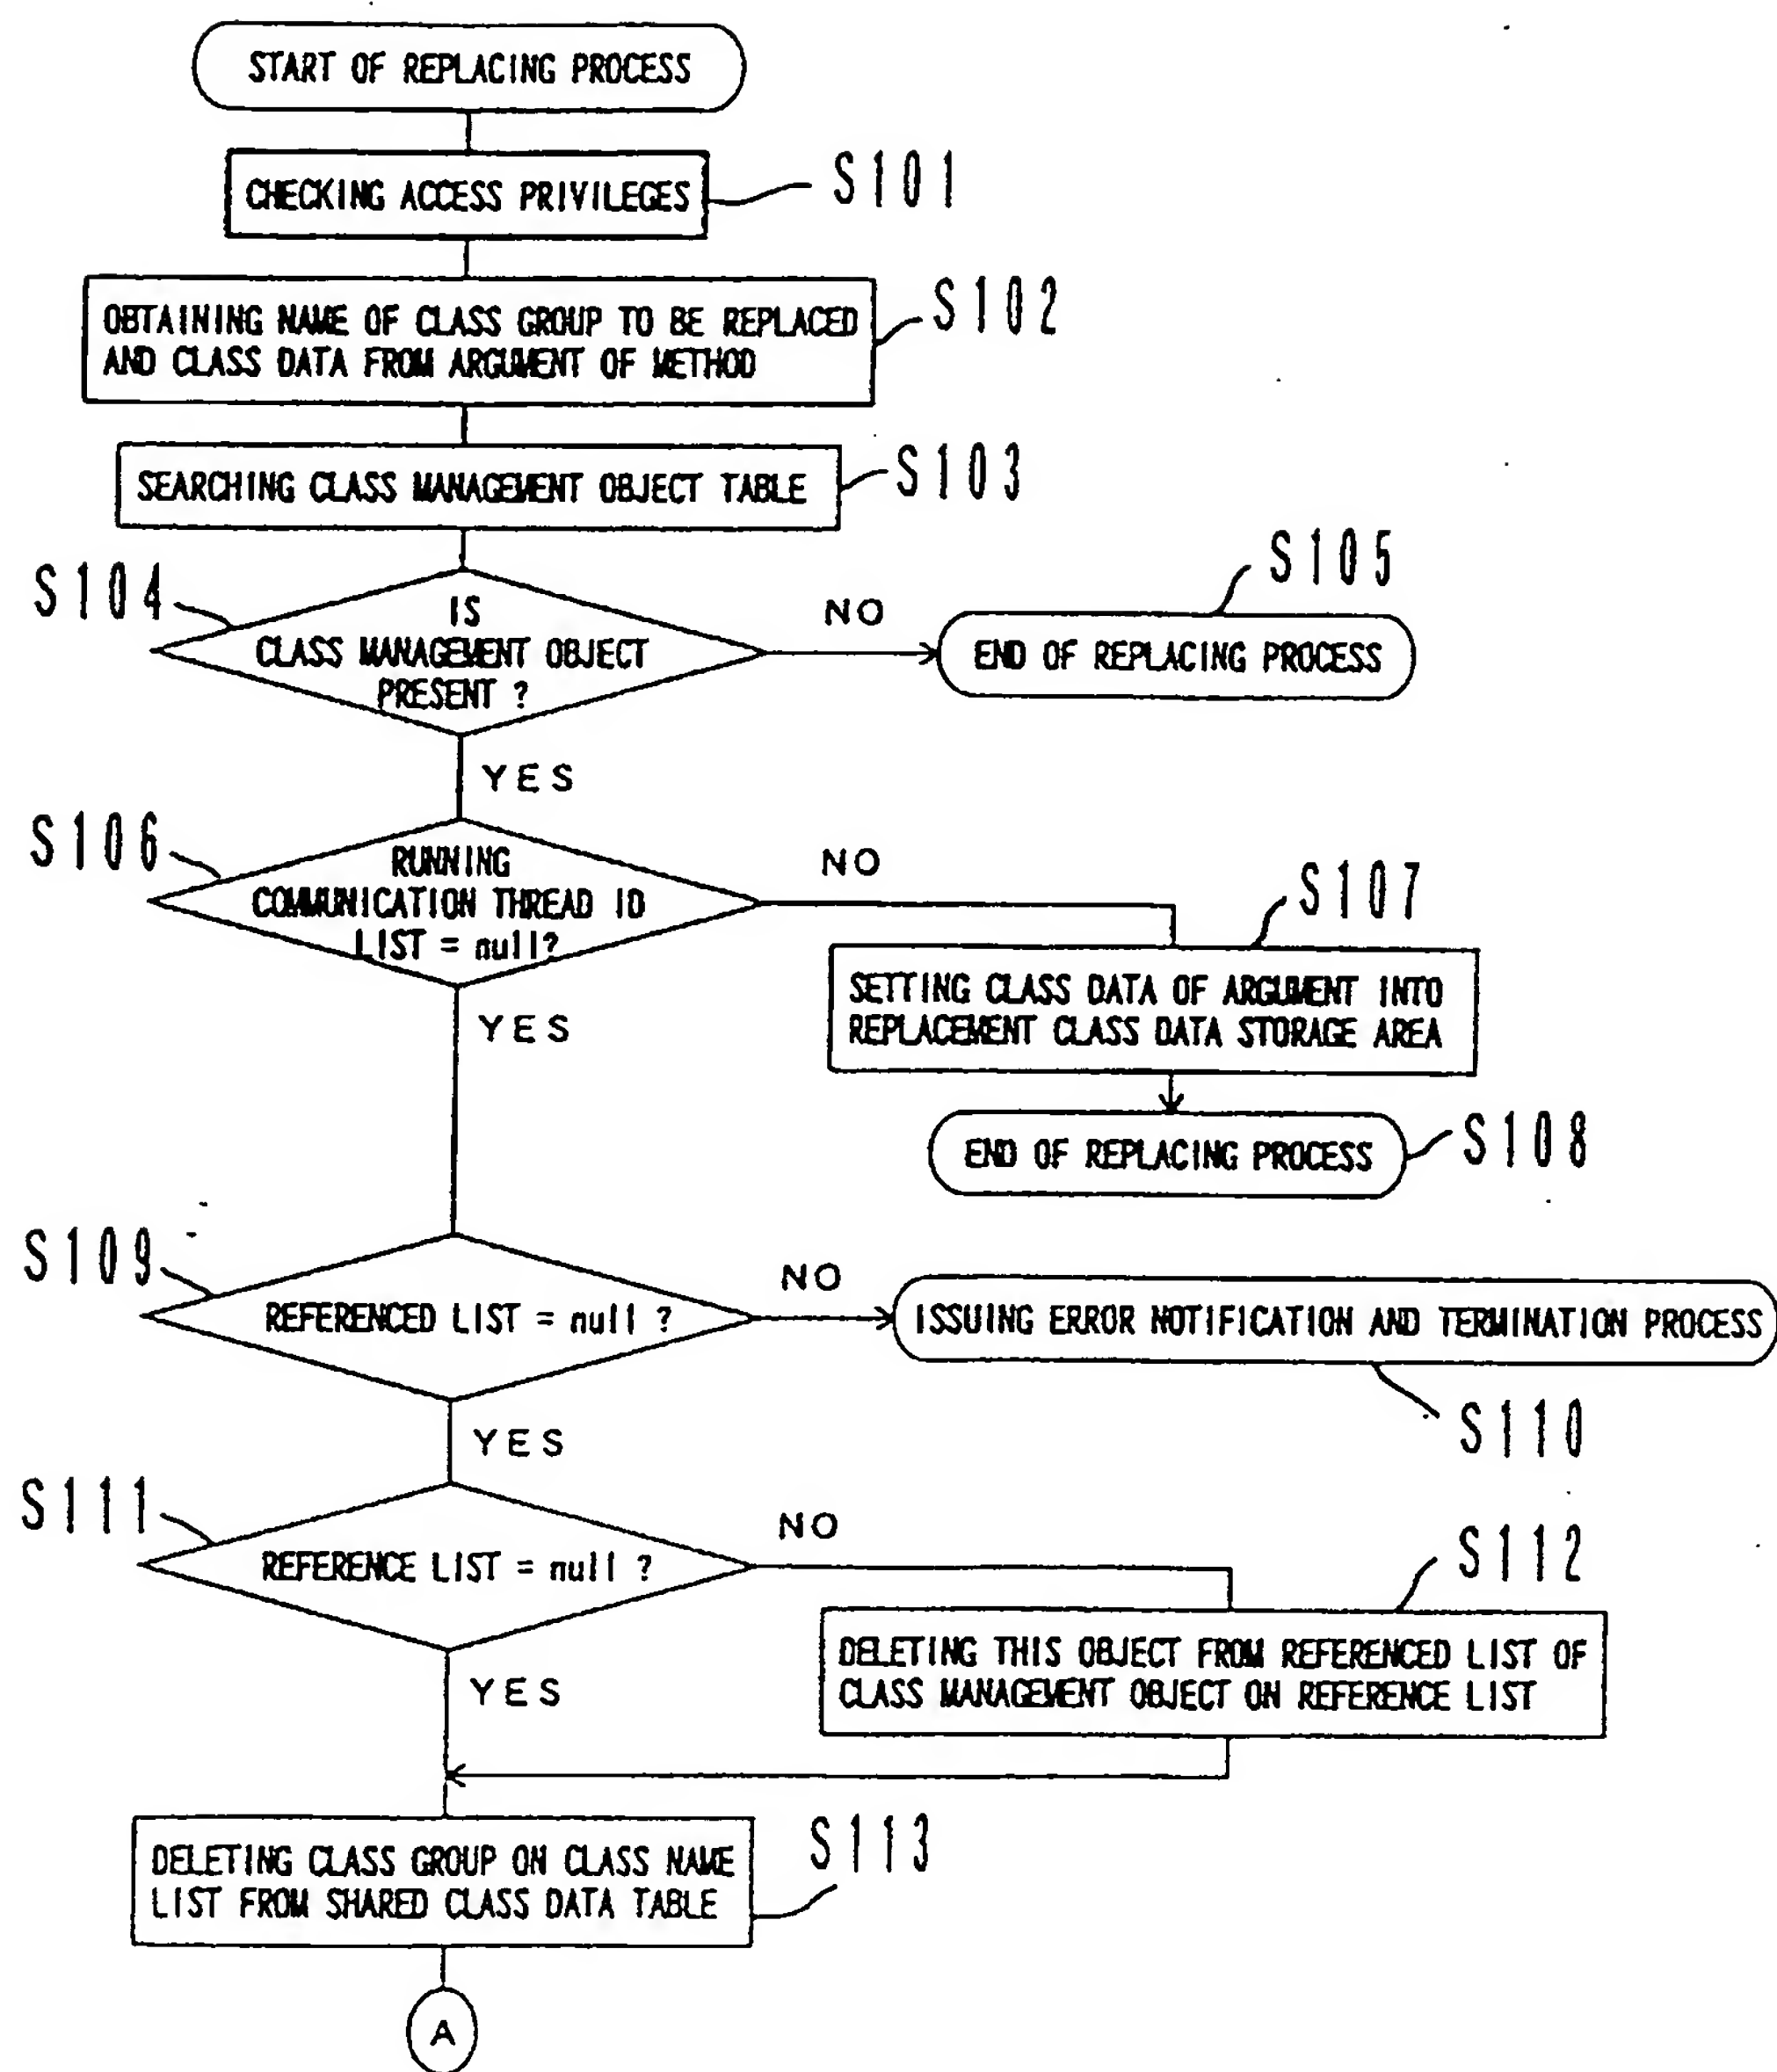 START OF REPLACING PROCESS
CHECKING ACCESS PRIVILEGES
S101
OBTAINING NAME OF CLASS GROUP TO BE REPLACED
AND CLASS DATA FROM ARGUMENT OF METHOD
S102
SEARCHING CLASS MANAGEMENT OBJECT TABLE
S103
S104
IS
CLASS MANAGEMENT OBJECT
PRESENT ?
NO
S105
END OF REPLACING PROCESS
YES
S106
RUNNING
COMMUNICATION THREAD ID
LIST = null?
NO
S107
SETTING CLASS DATA OF ARGUMENT INTO
REPLACEMENT CLASS DATA STORAGE AREA
YES
END OF REPLACING PROCESS
S108
S109
REFERENCED LIST = null ?
NO
ISSUING ERROR NOTIFICATION AND TERMINATION PROCESS
S110
YES
S111
REFERENCE LIST = null ?
NO
S112
DELETING THIS OBJECT FROM REFERENCED LIST OF
CLASS MANAGEMENT OBJECT ON REFERENCE LIST
YES
DELETING CLASS GROUP ON CLASS NAME
LIST FROM SHARED CLASS DATA TABLE
S113
A